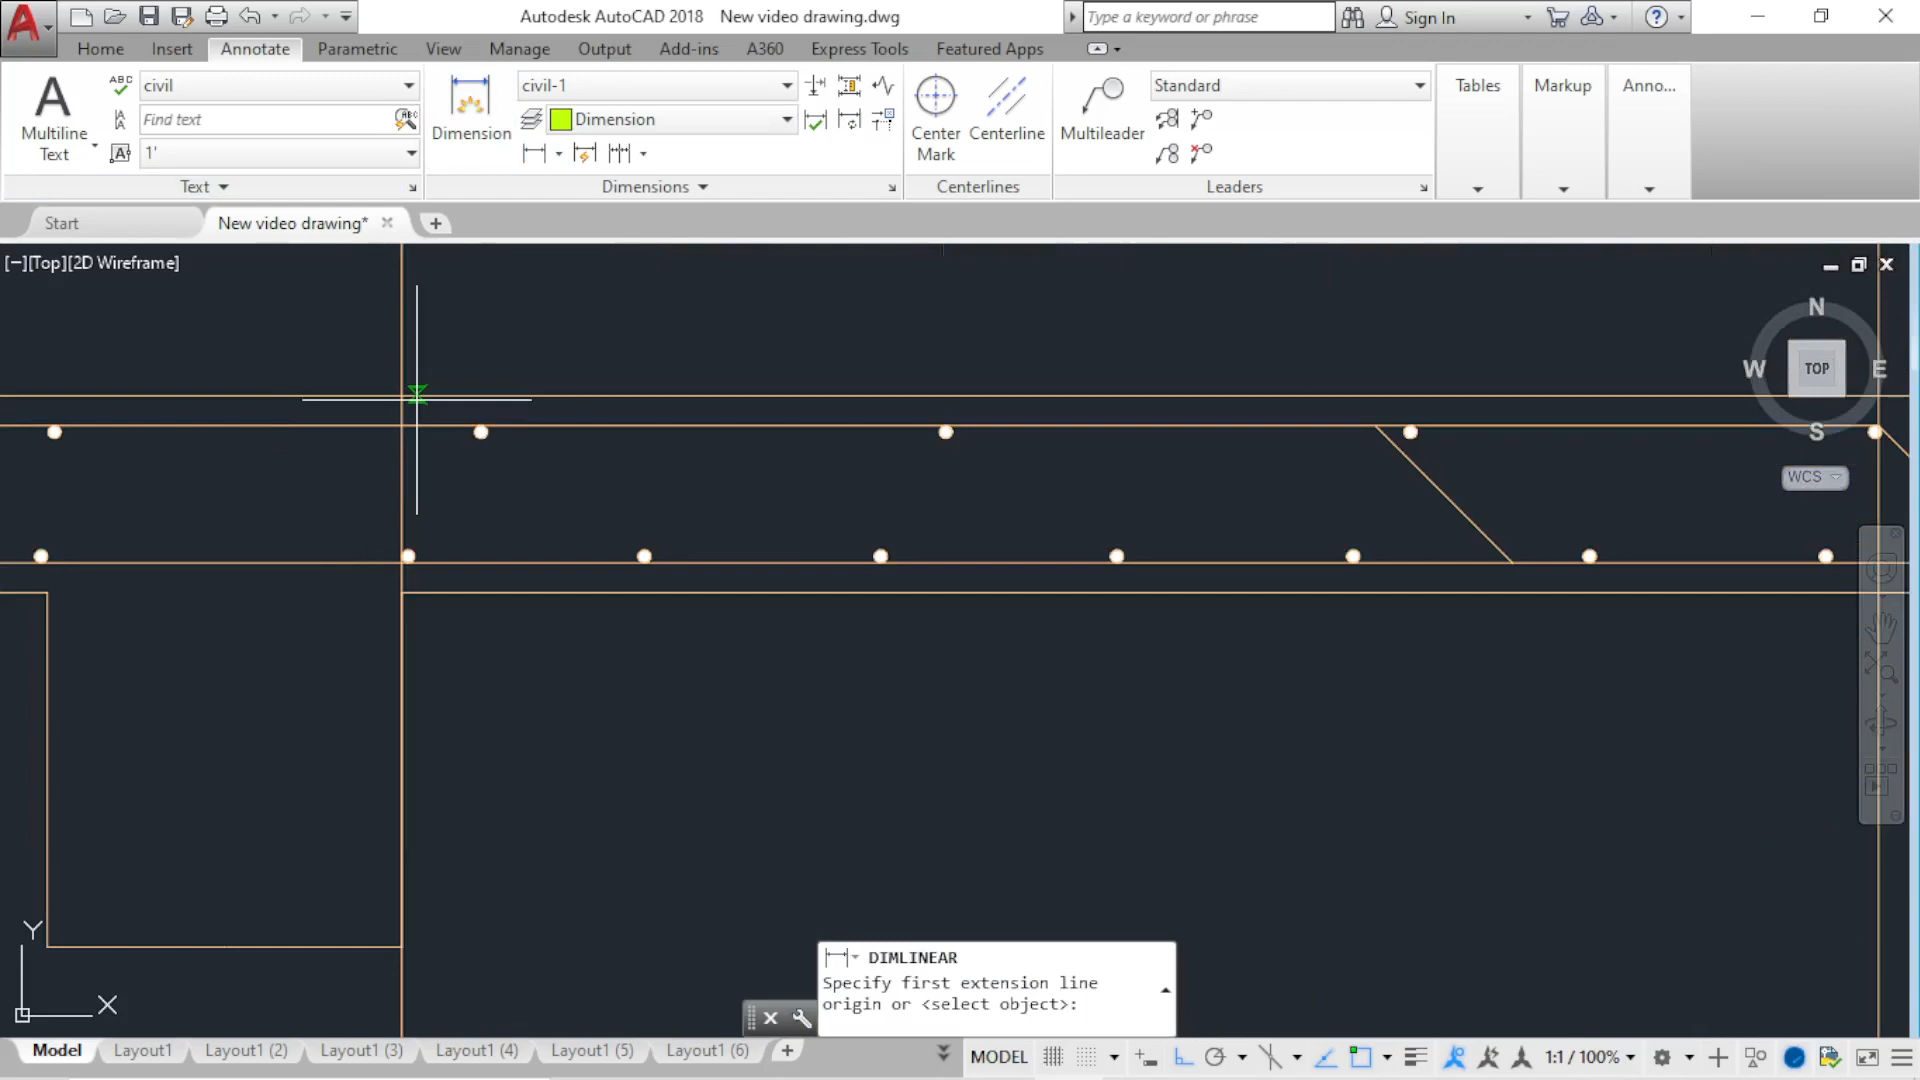 Autodesk AutoCAD 2018 New video drawing.dwg
Type a keyword or phrase
Sign In
Home Insert Annotate Parametric View Manage Output Add-ins A360 Express Tools Featured Apps
A
Multiline
Text
ABC
civil
Find text
1'
Text
Dimension
civil-1
Dimension
Dimensions
Center
Mark
Centerline
Centerlines
Multileader
Standard
Leaders
Tables
Markup
Anno...
Start
New video drawing*
[−][Top][2D Wireframe]
N
W
TOP
E
S
WCS
Y
X
DIMLINEAR
Specify first extension line
origin or <select object>:
Model Layout1 Layout1 (2) Layout1 (3) Layout1 (4) Layout1 (5) Layout1 (6)
MODEL
1:1 / 100%